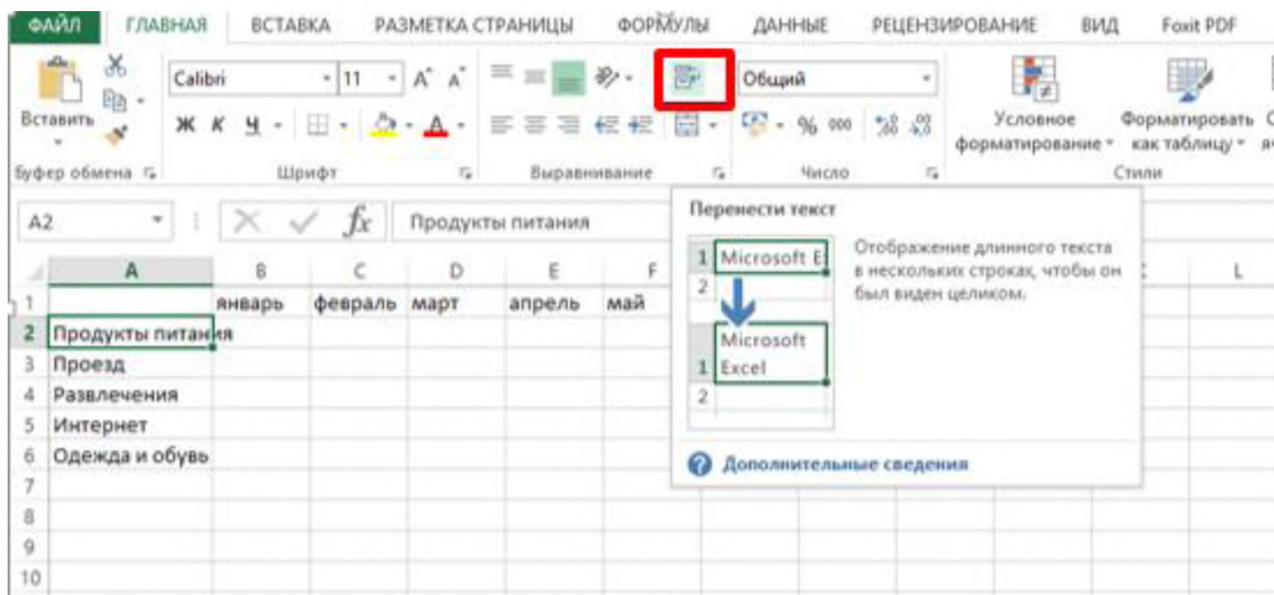 ФАЙЛ ГЛАВНАЯ ВСТАВКА РАЗМЕТКА СТРАНИЦЫ ФОРМУЛЫ ДАННЫЕ РЕЦЕНЗИРОВАНИЕ ВИД Foxit PDF
Calibri 11 А А Общий
Вставить Ж К Ч % 000 Условное форматирование Форматировать как таблицу
Буфер обмена Шрифт Выравнивание Число Стили
A2 fx Продукты питания
A B C D E F L
1 январь февраль март апрель май
2 Продукты питания
3 Проезд
4 Развлечения
5 Интернет
6 Одежда и обувь
7
8
9
10
Перенести текст
1 Microsoft E
2
Microsoft
1 Excel
2
Отображение длинного текста
в нескольких строках, чтобы он
был виден целиком.
Дополнительные сведения